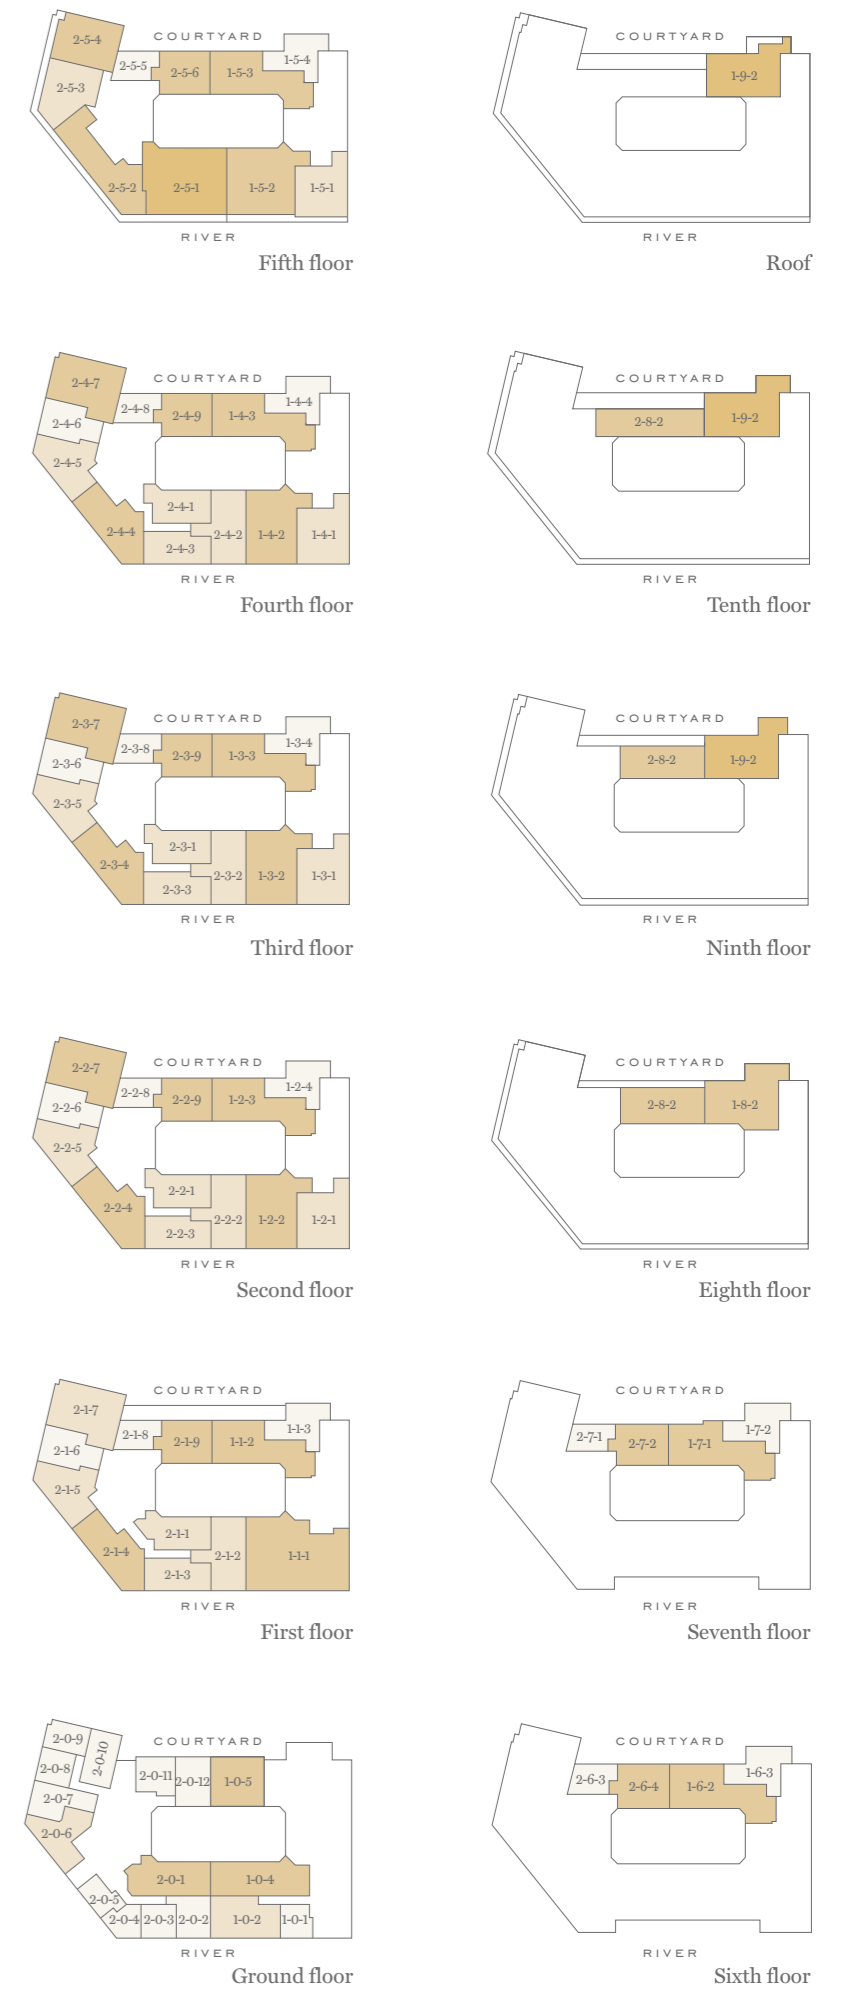 COURTYARD
2-5-4
2-5-5
2-5-6
1-5-3
1-5-4
2-5-3
2-5-2
2-5-1
1-5-2
1-5-1
RIVER
Fifth floor
COURTYARD
1-9-2
RIVER
Roof
COURTYARD
2-4-7
2-4-8
2-4-9
1-4-3
1-4-4
2-4-6
2-4-5
2-4-1
2-4-4
2-4-2
1-4-2
1-4-1
2-4-3
RIVER
Fourth floor
COURTYARD
2-8-2
1-9-2
RIVER
Tenth floor
COURTYARD
2-3-7
2-3-8
2-3-9
1-3-3
1-3-4
2-3-6
2-3-5
2-3-1
2-3-4
2-3-2
1-3-2
1-3-1
2-3-3
RIVER
Third floor
COURTYARD
2-8-2
1-9-2
RIVER
Ninth floor
COURTYARD
2-2-7
2-2-8
2-2-9
1-2-3
1-2-4
2-2-6
2-2-5
2-2-1
2-2-4
2-2-2
1-2-2
1-2-1
2-2-3
RIVER
Second floor
COURTYARD
2-8-2
1-8-2
RIVER
Eighth floor
COURTYARD
2-1-7
2-1-8
2-1-9
1-1-2
1-1-3
2-1-6
2-1-5
2-1-1
2-1-4
2-1-2
1-1-1
2-1-3
RIVER
First floor
COURTYARD
2-7-1
2-7-2
1-7-1
1-7-2
RIVER
Seventh floor
COURTYARD
2-0-9
2-0-10
2-0-8
2-0-11
2-0-12
1-0-5
2-0-7
2-0-6
2-0-1
1-0-4
2-0-5
2-0-4
2-0-3
2-0-2
1-0-2
1-0-1
RIVER
Ground floor
COURTYARD
2-6-3
2-6-4
1-6-2
1-6-3
RIVER
Sixth floor